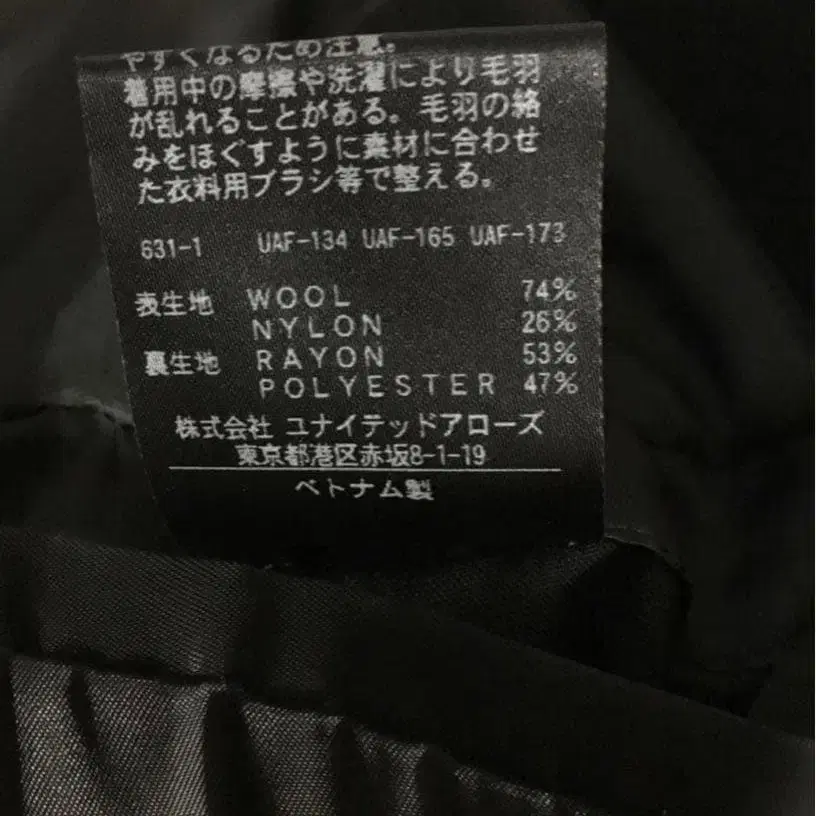 やすくなるため注意。
着用中の摩擦や洗濯により毛羽
が乱れることがある。毛羽の絡
みをほぐすように素材に合わせ
た衣料用ブラシ等で整える。
631-1 UAF-134 UAF-165 UAF-173
表生地 WOOL 74%
NYLON 26%
裏生地 RAYON 53%
POLYESTER 47%
株式会社 ユナイテッドアローズ
東京都港区赤坂8-1-19
ベトナム製